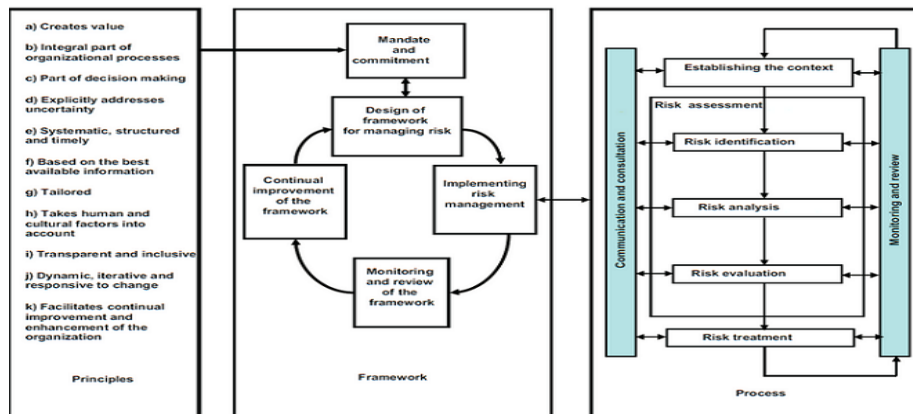 a) Creates value
b) Integral part of
organizational processes
c) Part of decision making
d) Explicitly addresses
uncertainty
e) Systematic, structured
and timely
f) Based on the best
available information
g) Tailored
h) Takes human and
cultural factors into
account
i) Transparent and inclusive
j) Dynamic, iterative and
responsive to change
k) Facilitates continual
improvement and
enhancement of the
organization
Principles
Mandate
and
commitment
Design of
framework
for managing risk
Continual
improvement
of the
framework
Implementing
risk
management
Monitoring
and review
of the
framework
Framework
Communication and consultation
Establishing the context
Risk assessment
Risk identification
Risk analysis
Risk evaluation
Risk treatment
Monitoring and review
Process